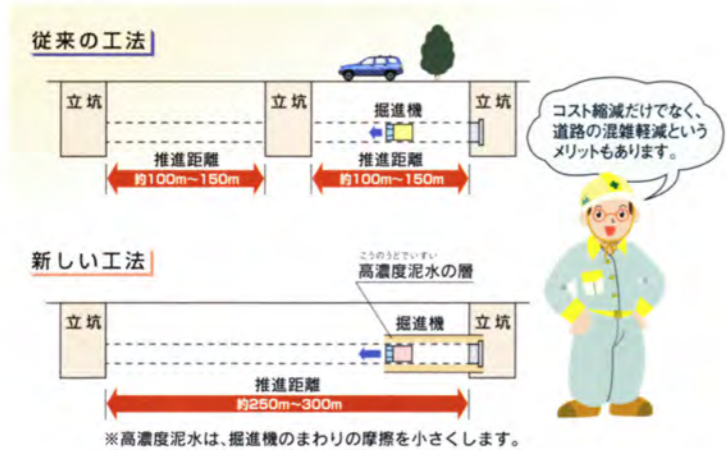 従来の工法
立坑
立坑
立坑
掘進機
推進距離
推進距離
約100m～150m
約100m～150m
コスト縮減だけでなく、
道路の混雑軽減という
メリットもあります。
新しい工法
こうのうどでいすい
高濃度泥水の層
立坑
掘進機
立坑
推進距離
約250m～300m
※高濃度泥水は、掘進機のまわりの摩擦を小さくします。